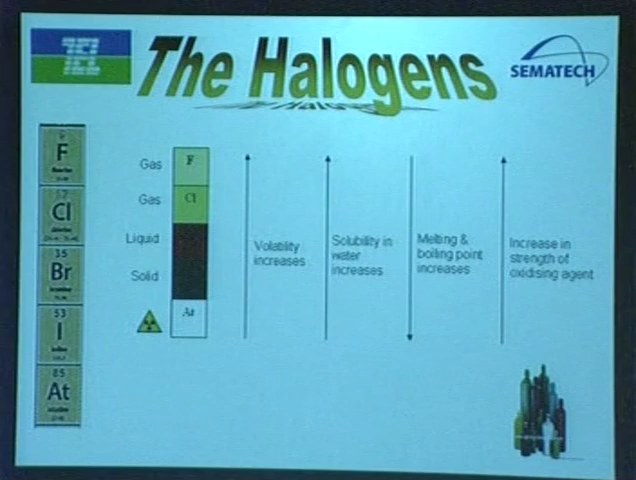 TEL
The Halogens
SEMATECH
9
F
17
Cl
35
Br
53
I
85
At
Gas
Gas
Liquid
Solid
F
Cl
At
Volatility
increases
Solubility in
water
increases
Melting &
boiling point
increases
Increase in
strength of
oxidising agent